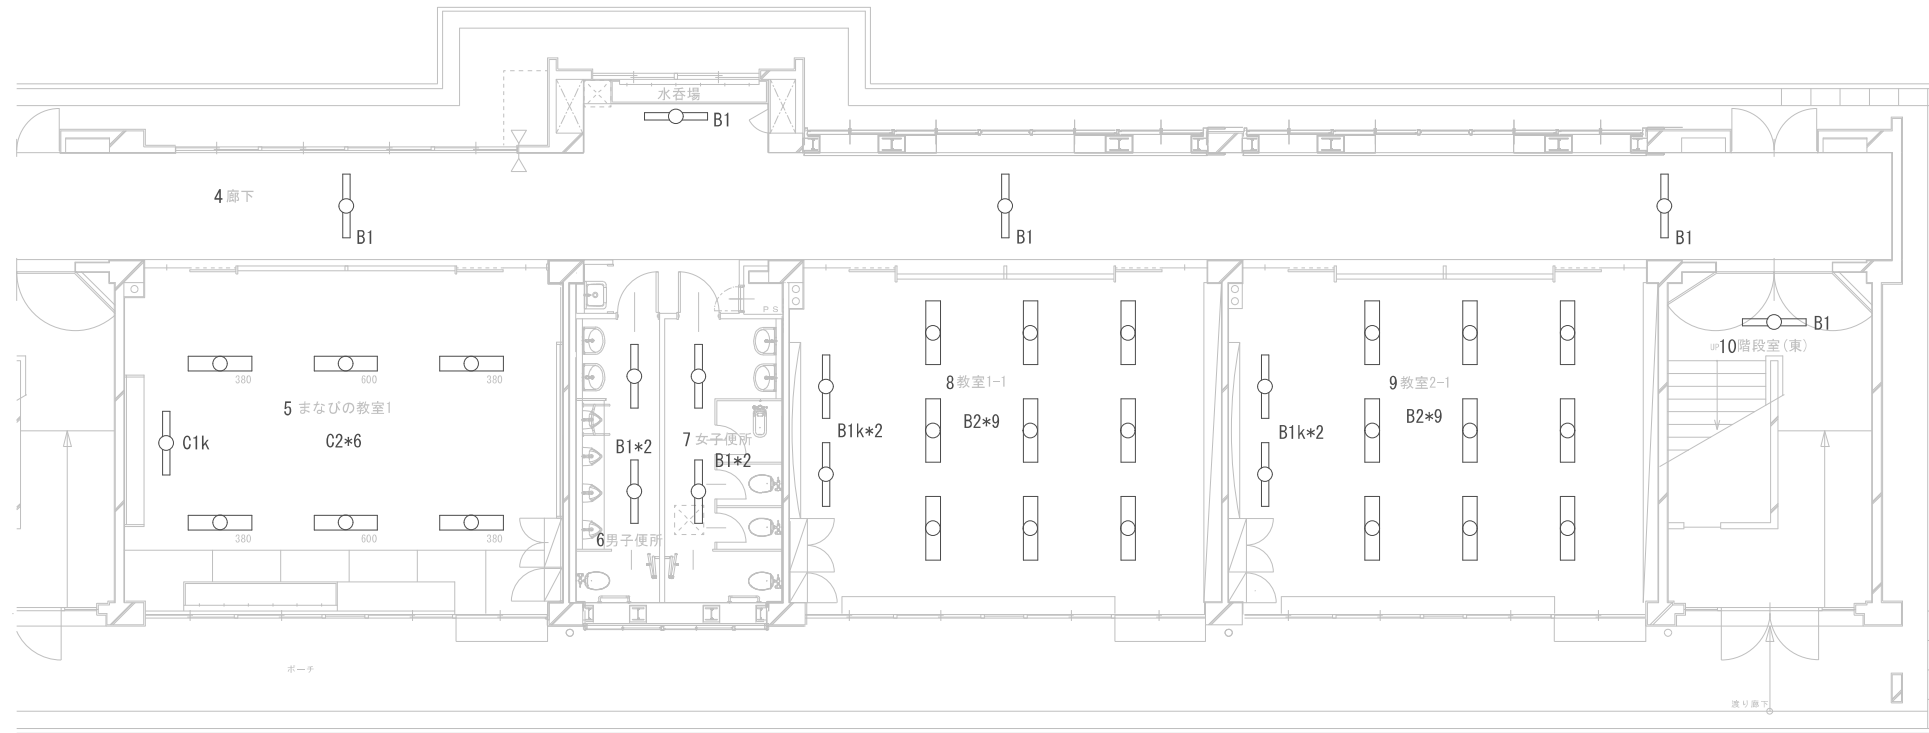 水呑場
B1
4 廊下
B1
B1
B1
PS
B1
UP 10 階段室(東)
380
600
380
5 まなびの教室1
C1k
C2*6
B1*2
7 女子便所
B1*2
8 教室1-1
B1k*2
B2*9
9 教室2-1
B1k*2
B2*9
380
600
380
6 男子便所
ポーチ
渡り廊下